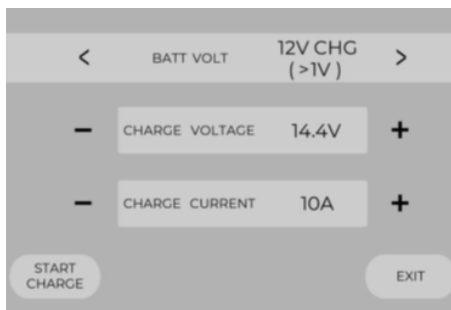 < BATT VOLT 12V CHG >
( >1V )
- CHARGE VOLTAGE 14.4V +
- CHARGE CURRENT 10A +
START
CHARGE
EXIT